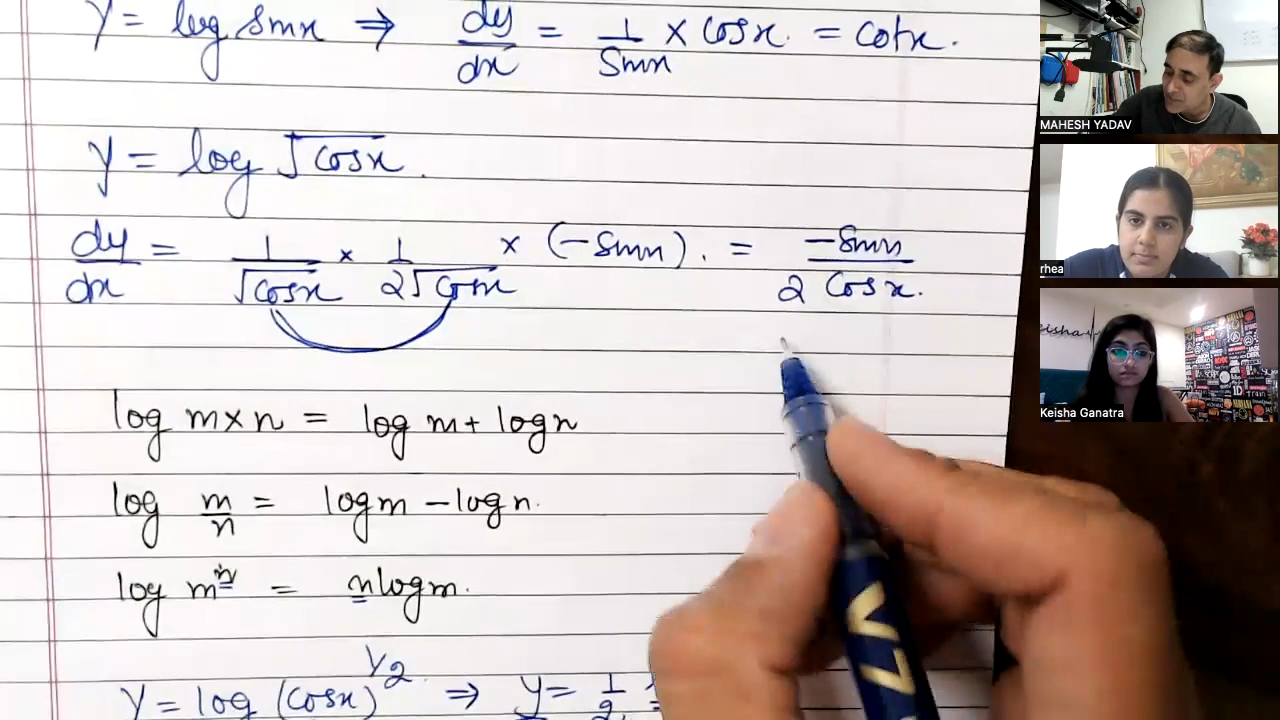 y = log sinx ⇒ dy/dx = 1/sinx × cosx. = cotx.
y = log √cosx.
dy/dx = 1/√cosx × 1/2√cosx × (-sinx). = -sinx/2 cosx.
log m×n = log m + log n
log m/n = log m - log n.
log mⁿ = n log m.
y = log (cosx)^1/2 ⇒ y = 1/2
MAHESH YADAV
rhea
Keisha Ganatra
V7